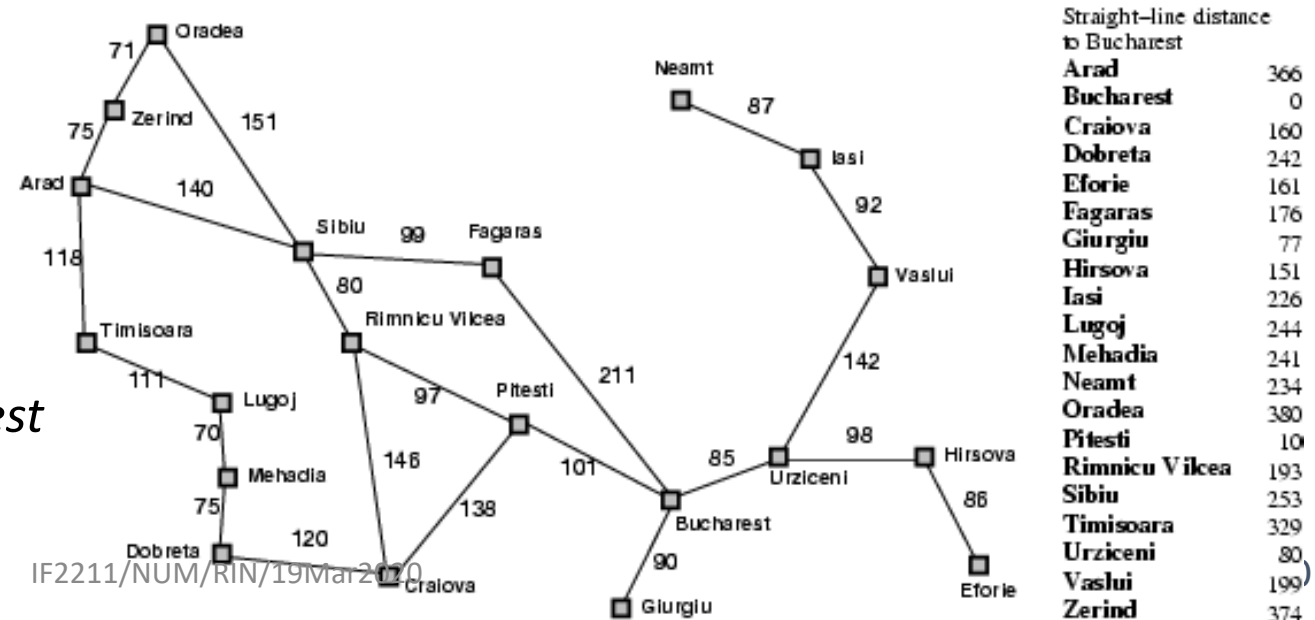 Oradea
71
Neamt
Zerind
87
75
151
Iasi
Arad
140
92
Sibiu
99
Fagaras
118
80
Vaslui
Rimnicu Vilcea
Timisoara
142
111
211
Lugoj
97
Pitesti
est
70
98
Hirsova
146
85
101
Urziceni
Mehadia
86
75
138
Bucharest
Dobreta
120
90
IF2211/NUM/RIN/19Mar2020
Craiova
Eforie
Giurgiu
Straight–line distance
to Bucharest
Arad 366
Bucharest 0
Craiova 160
Dobreta 242
Eforie 161
Fagaras 176
Giurgiu 77
Hirsova 151
Iasi 226
Lugoj 244
Mehadia 241
Neamt 234
Oradea 380
Pitesti 10
Rimnicu Vilcea 193
Sibiu 253
Timisoara 329
Urziceni 80
Vaslui 199
Zerind 374